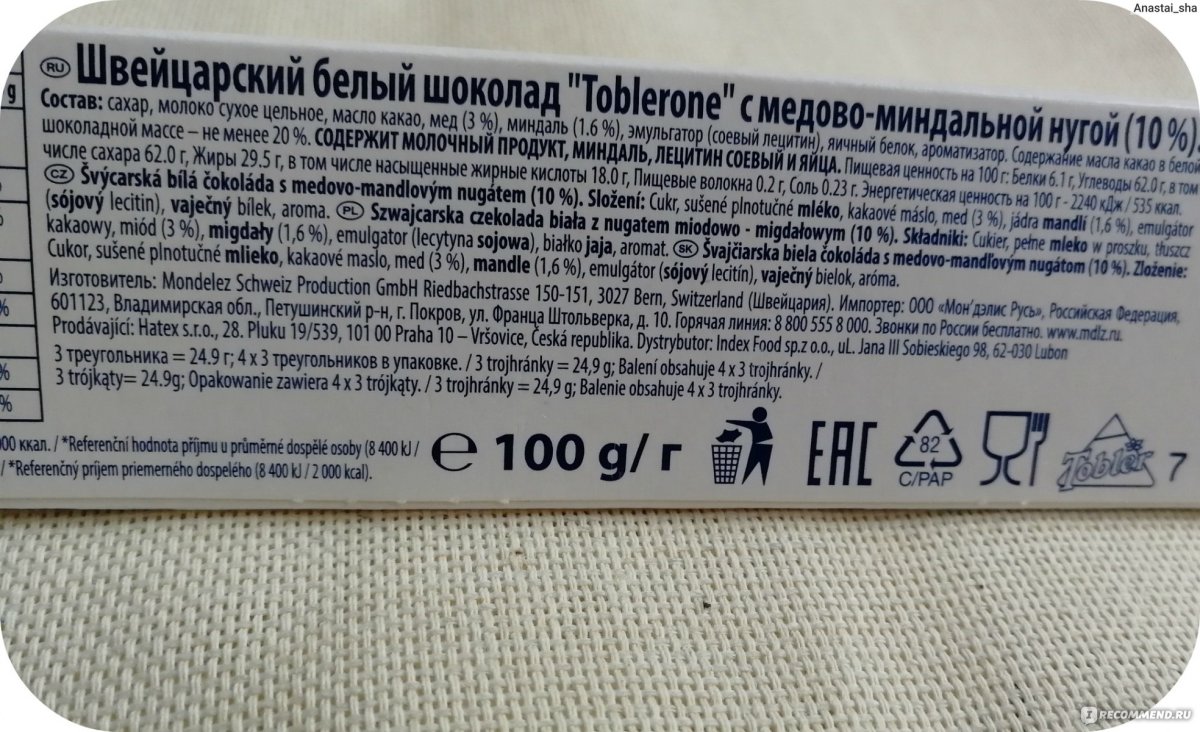 Anastai_sha
g
RU Швейцарский белый шоколад "Toblerone" с медово-миндальной нугой (10 %).
Состав: сахар, молоко сухое цельное, масло какао, мед (3 %), миндаль (1.6 %), эмульгатор (соевый лецитин), яичный белок, ароматизатор. Содержание масла какао в белой
шоколадной массе – не менее 20 %. СОДЕРЖИТ МОЛОЧНЫЙ ПРОДУКТ, МИНДАЛЬ, ЛЕЦИТИН СОЕВЫЙ И ЯЙЦА. Пищевая ценность на 100 г: Белки 6.1 г, Углеводы 62.0 г, в том
числе сахара 62.0 г, Жиры 29.5 г, в том числе насыщенные жирные кислоты 18.0 г, Пищевые волокна 0.2 г, Соль 0.23 г. Энергетическая ценность на 100 г - 2240 кДж / 535 ккал.
CZ Švýcarská bílá čokoláda s medovo-mandlovým nugátem (10 %). Složení: Cukr, sušené plnotučné mléko, kakaové máslo, med (3 %), jádra mandlí (1,6 %), emulgátor
(sójový lecitin), vaječný bílek, aroma. PL Szwajcarska czekolada biała z nugatem miodowo - migdałowym (10 %). Składniki: Cukier, pełne mleko w proszku, tłuszcz
kakaowy, miód (3 %), migdały (1,6 %), emulgator (lecytyna sojowa), białko jaja, aromat. SK Švajčiarska biela čokoláda s medovo-mandľovým nugátom (10 %). Zloženie:
Cukor, sušené plnotučné mlieko, kakaové maslo, med (3 %), mandle (1,6 %), emulgátor (sójový lecitín), vaječný bielok, aróma.
Изготовитель: Mondelez Schweiz Production GmbH Riedbachstrasse 150-151, 3027 Bern, Switzerland (Швейцария). Импортер: ООО «Мон'дэлис Русь», Российская Федерация,
601123, Владимирская обл., Петушинский р-н, г. Покров, ул. Франца Штольверка, д. 10. Горячая линия: 8 800 5555 8 000. Звонки по России бесплатно. www.mdlz.ru.
Prodávající: Hatex s.r.o., 28. Pluku 19/539, 101 00 Praha 10 – Vršovice, Česká republika. Dystrybutor: Index Food sp.z o.o., uL. Jana III Sobieskiego 98, 62-030 Lubon
3 треугольника = 24.9 г; 4 x 3 треугольников в упаковке. / 3 trojhránky = 24,9 g; Balení obsahuje 4 x 3 trojhránky. /
3 trójkąty= 24.9g; Opakowanie zawiera 4 x 3 trójkąty. / 3 trojhránky = 24,9 g; Balenie obsahuje 4 x 3 trojhránky.
%
%
%
00 ккал. / *Referenční hodnota příjmu u průměrné dospělé osoby (8 400 kJ /
/ *Referenčný príjem priemerného dospelého (8 400 kJ / 2 000 kcal).
e 100 g/ г EAC 82 C/PAP Tobler 7
IRECOMMEND.RU